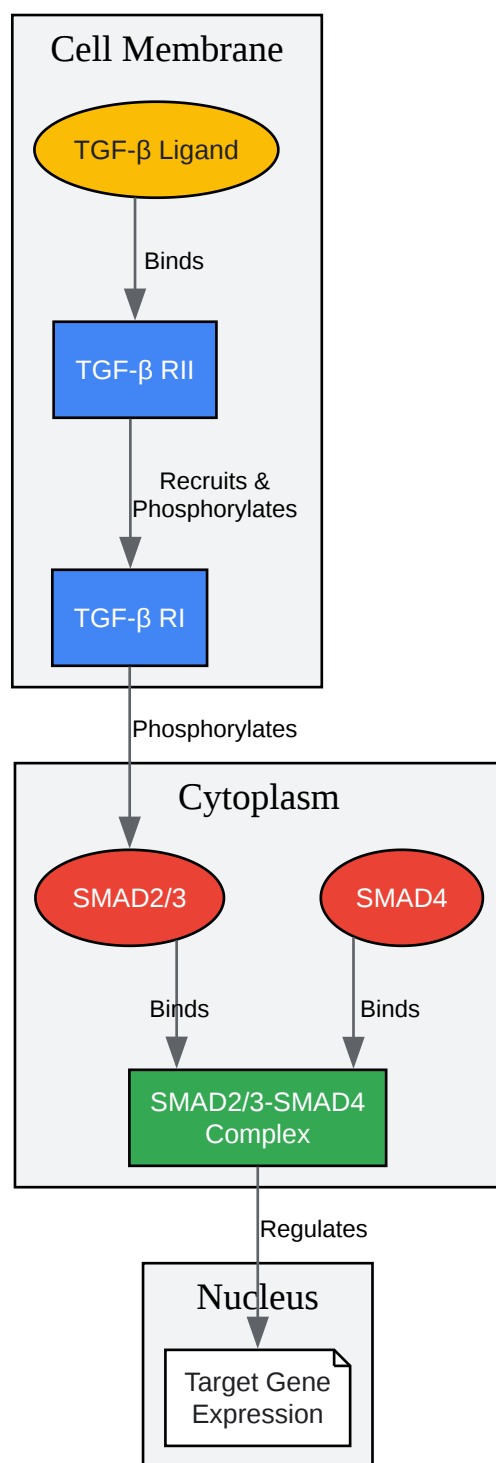 Cell Membrane
TGF-β Ligand
Binds
TGF-β RII
Recruits &
Phosphorylates
TGF-β RI
Phosphorylates
Cytoplasm
SMAD2/3
SMAD4
Binds
Binds
SMAD2/3-SMAD4
Complex
Regulates
Nucleus
Target Gene
Expression